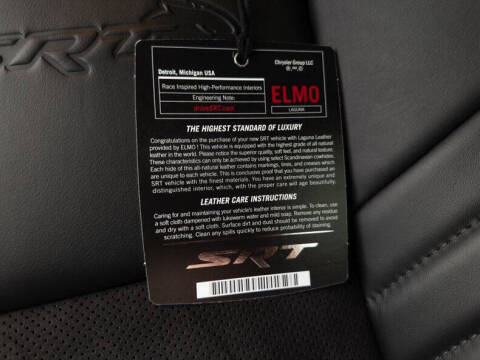 SRT
Detroit, Michigan USA
Chrysler Group LLC
Race Inspired High-Performance Interiors
Engineering Note:
driveSRT.com
ELMO
LAGUNA
THE HIGHEST STANDARD OF LUXURY
Congratulations on the purchase of your new SRT vehicle with Laguna Leather
provided by ELMO! This vehicle is equipped with the highest grade of all-natural
leather in the world. Please notice the superior quality, soft feel, and natural texture.
These characteristics can only be achieved by using select Scandinavian cowhides.
Each hide of this all-natural leather contains markings, lines, and creases which
are unique to each vehicle. This is conclusive proof that you have purchased an
SRT vehicle with the finest materials. You have an extremely unique and
distinguished interior, which, with the proper care will age beautifully.
LEATHER CARE INSTRUCTIONS
Caring for and maintaining your vehicle's leather interior is simple. To clean, use
a soft cloth dampened with lukewarm water and mild soap. Remove any residue
and dry with a soft cloth. Surface dirt and dust should be removed to avoid
scratching. Clean any spills quickly to reduce probability of staining.
SRT